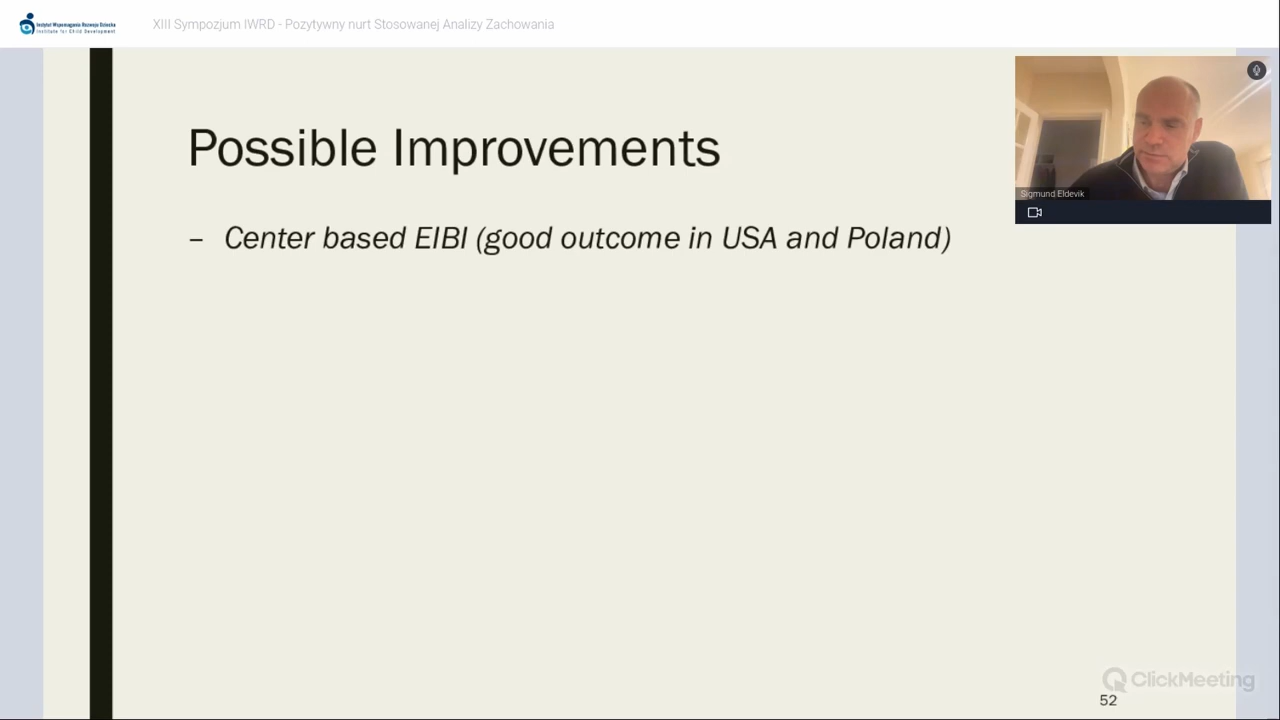 Instytut Wspomagania Rozwoju Dziecka
Institute for Child Development
XIII Sympozjum IWRD - Pozytywny nurt Stosowanej Analizy Zachowania
Possible Improvements
Sigmund Eldevik
– Center based EIBI (good outcome in USA and Poland)
ClickMeeting
52